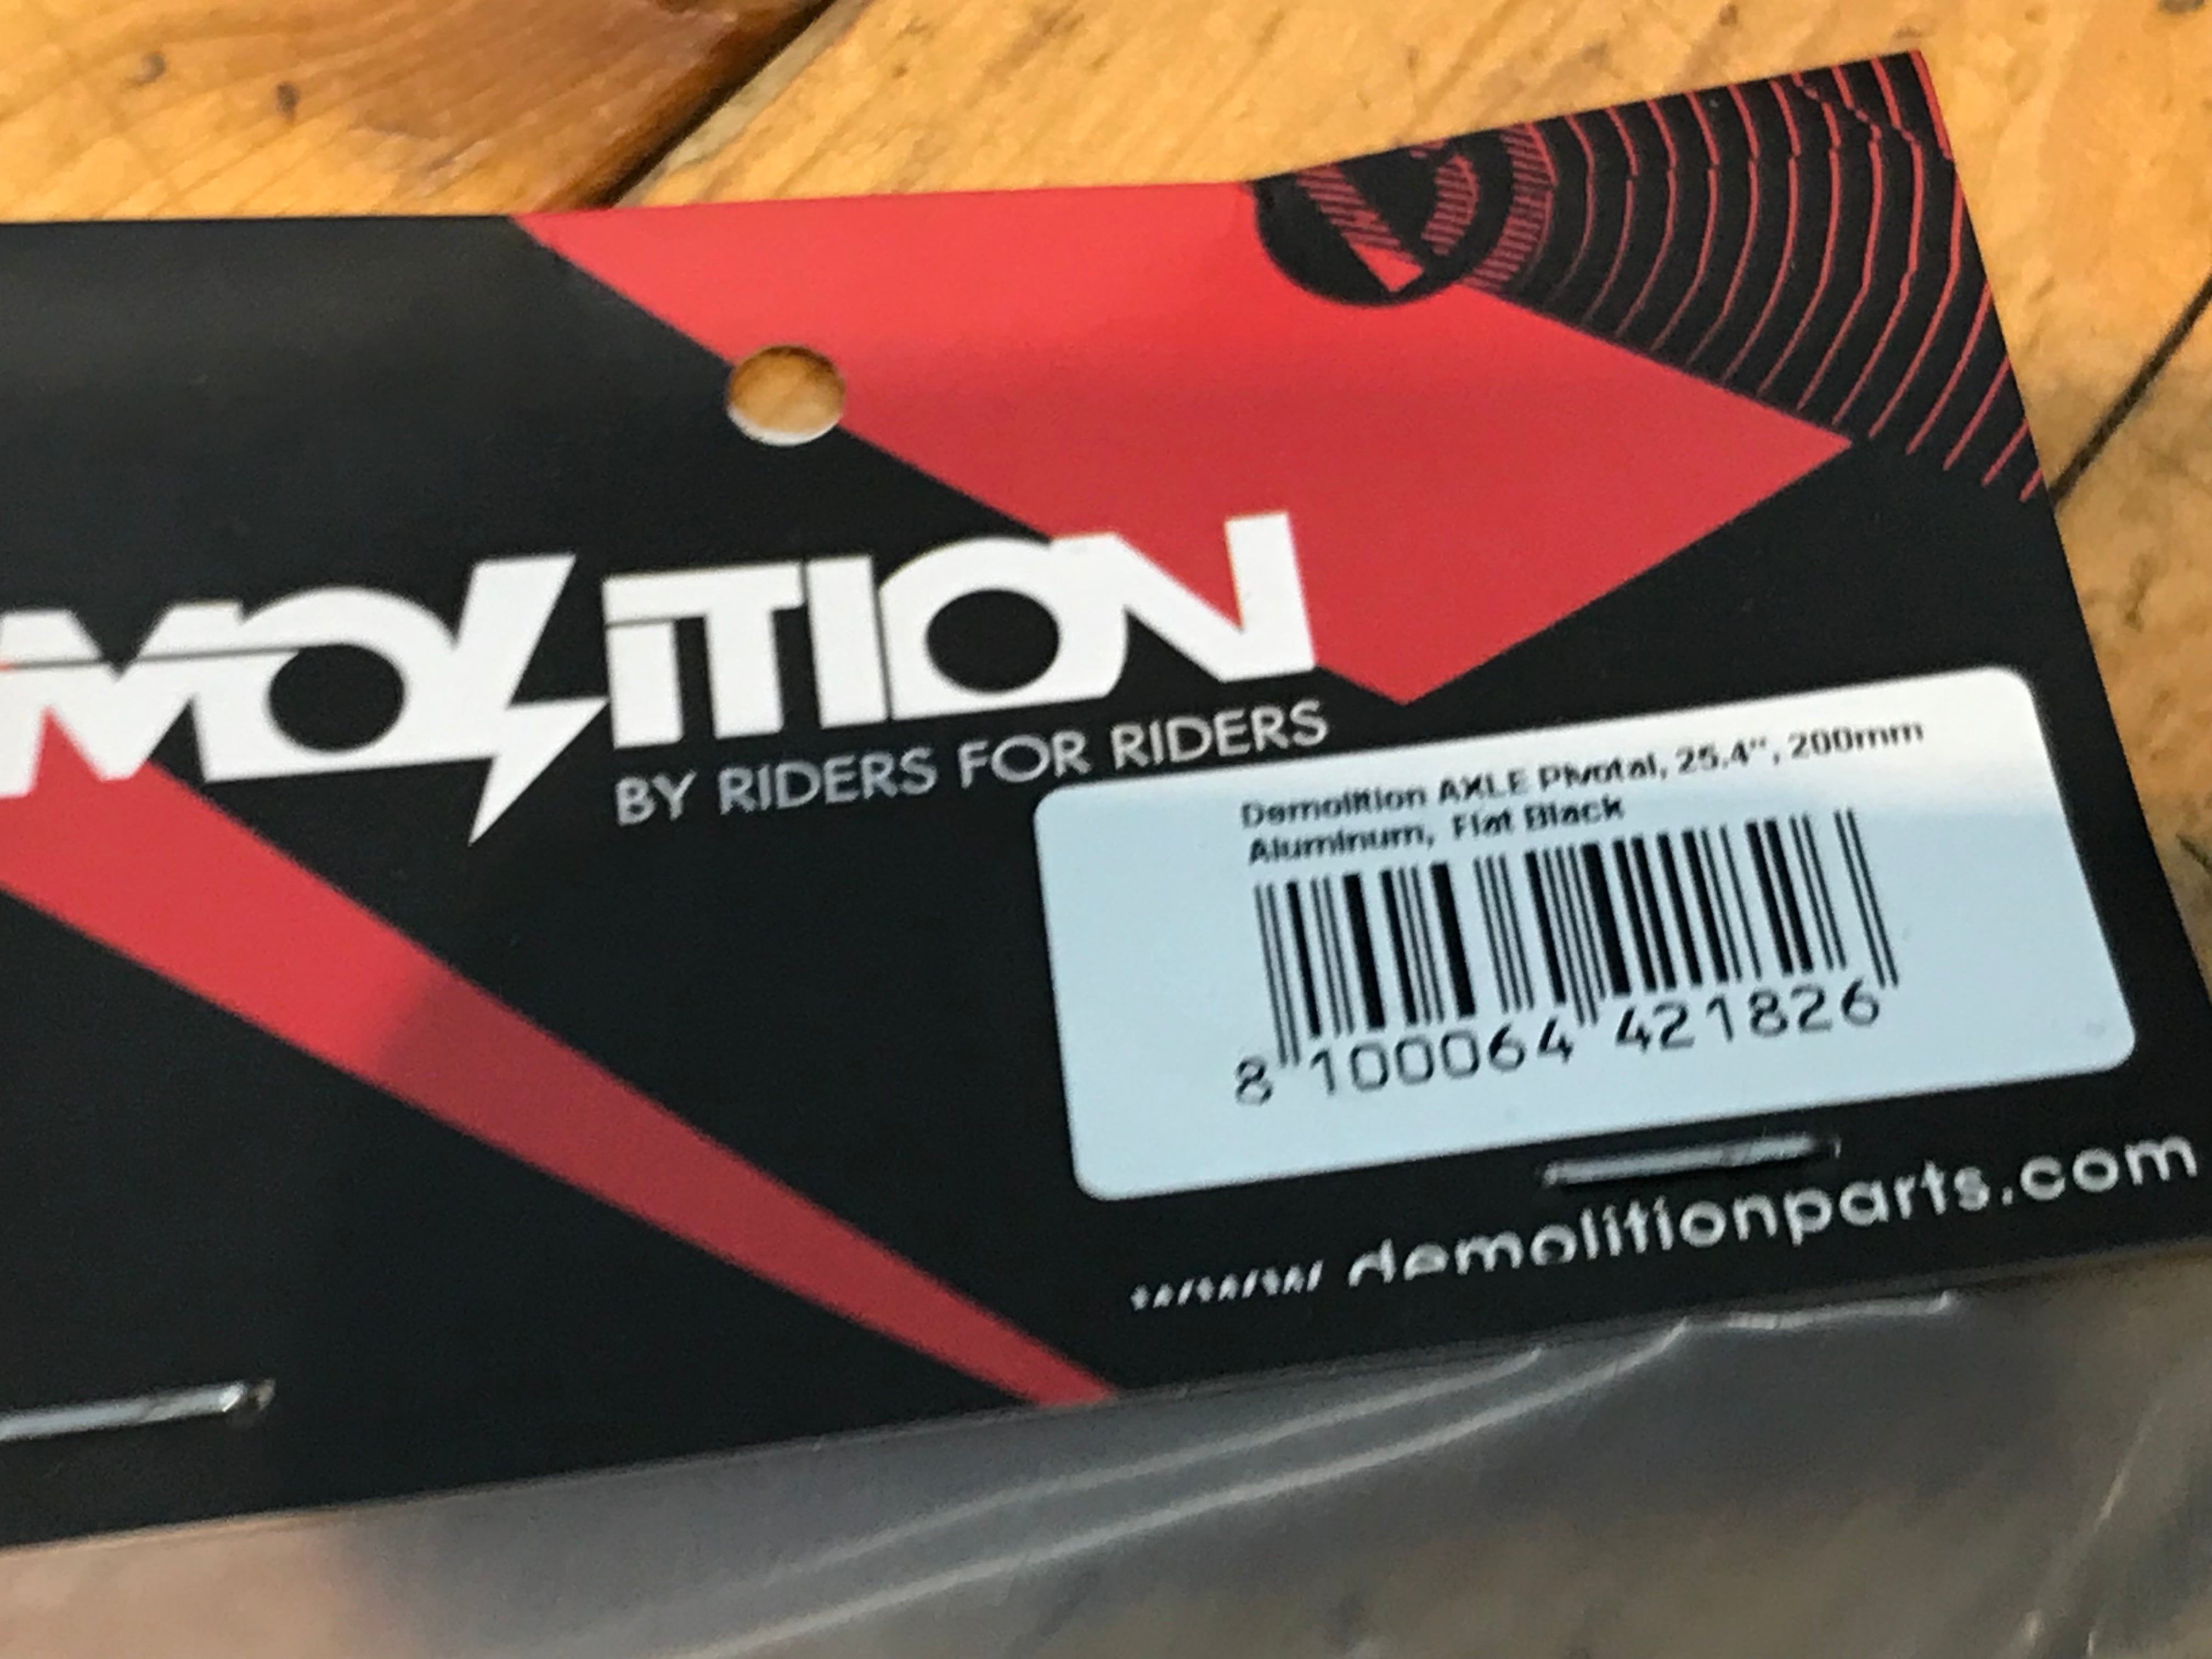 MOLITION
BY RIDERS FOR RIDERS
Demolition AXLE Pivotal, 25.4", 200mm
Aluminum, Flat Black
8 100064 421826
www.demolitionparts.com